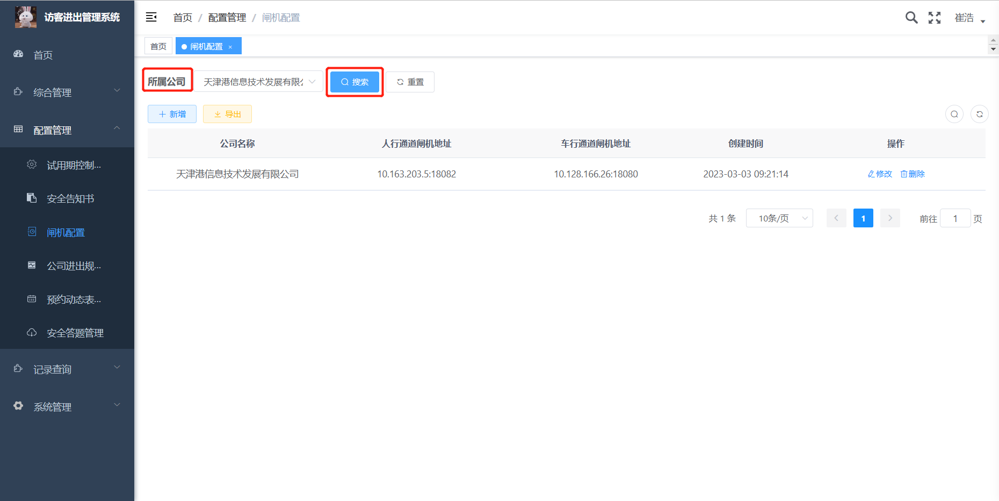 访客进出管理系统
首页 / 配置管理 / 闸机配置
崔浩
首页
闸机配置 ×
首页
综合管理
配置管理
试用期控制...
安全告知书
闸机配置
公司进出规...
预约动态表...
安全答题管理
记录查询
系统管理
所属公司
天津港信息技术发展有限
搜索
重置
新增
导出
公司名称 人行通道闸机地址 车行通道闸机地址 创建时间 操作
天津港信息技术发展有限公司 10.163.203.5:18082 10.128.166.26:18080 2023-03-03 09:21:14 修改 删除
共 1 条 10条/页 1 前往 1 页